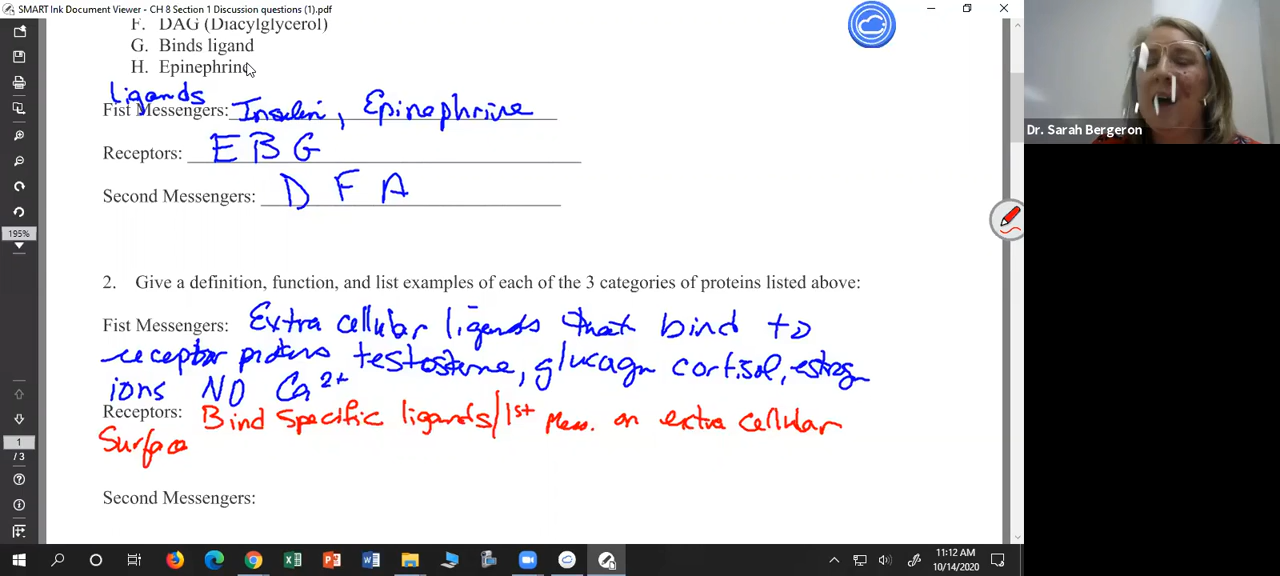 SMART Ink Document Viewer - CH 8 Section 1 Discussion questions (1).pdf
F. DAG (Diacylglycerol)
G. Binds ligand
H. Epinephrine
ligands
Fist Messengers: Insulin, Epinephrine
Receptors: E B G
Second Messengers: D F A
2. Give a definition, function, and list examples of each of the 3 categories of proteins listed above:
Fist Messengers: Extra cellular ligands that bind to
receptor proteins testosterone, glucagon cortisol, estrogen
ions NO Ca2+
Receptors: Bind specific ligands/1st Mess. on extra cellular
Surface
Second Messengers:
Dr. Sarah Bergeron
195%
1
/ 3
11:12 AM
10/14/2020